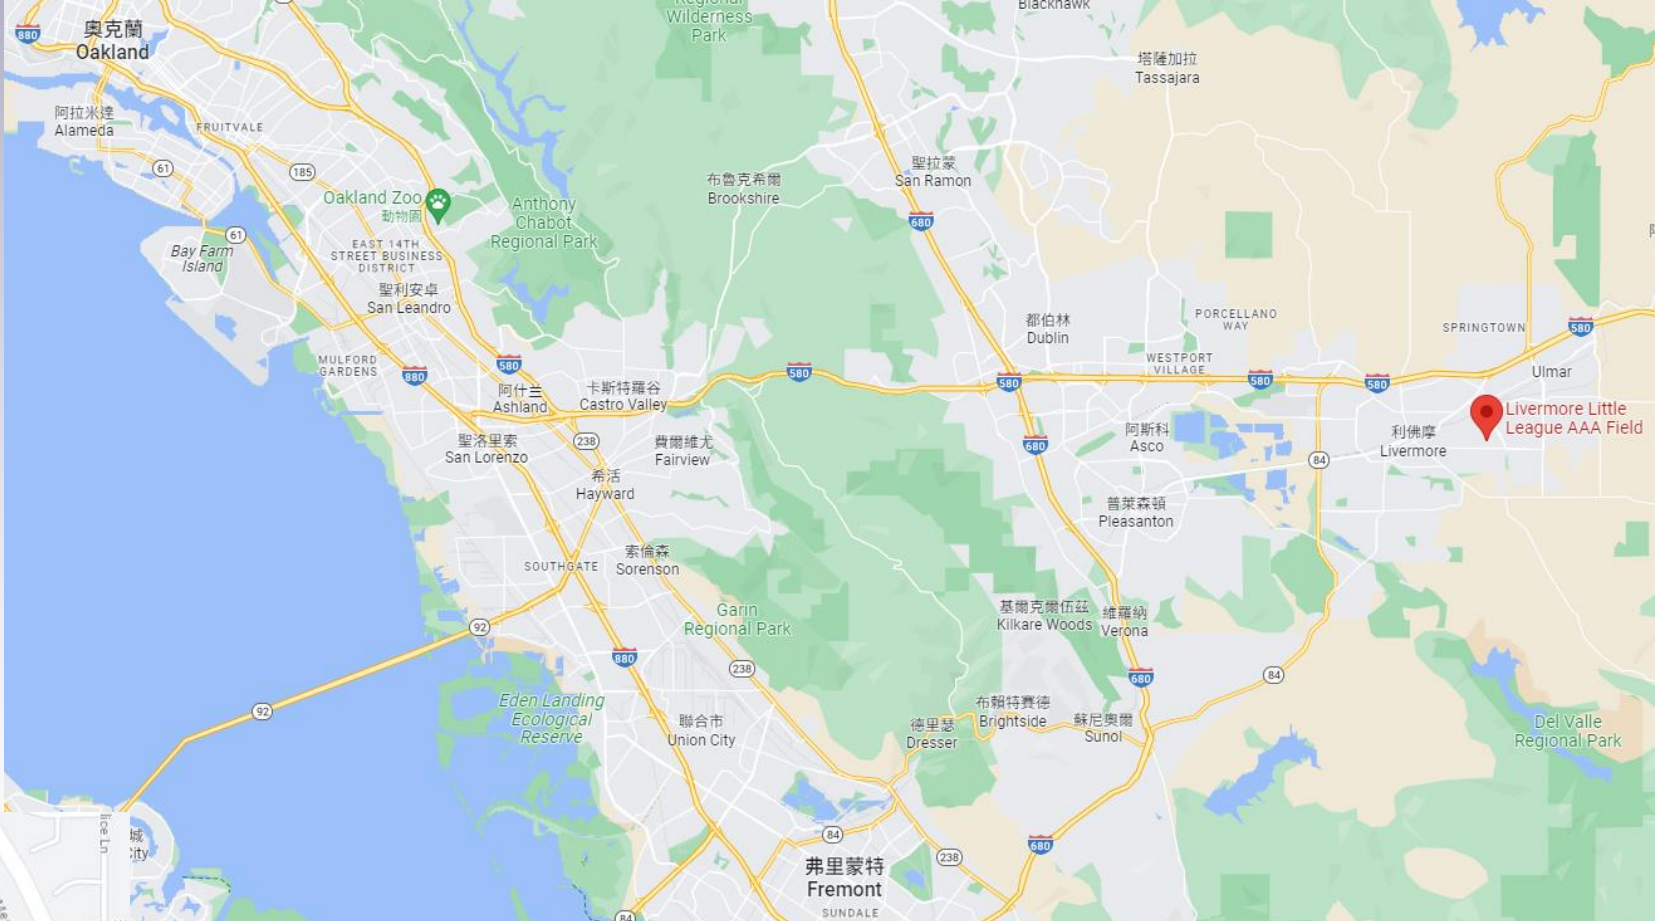 Regional
Wilderness
Park
Blackhawk
880
奧克蘭
Oakland
塔薩加拉
Tassajara
阿拉米達
Alameda
FRUITVALE
61
185
聖拉蒙
San Ramon
布魯克希爾
Brookshire
Oakland Zoo
動物園
Anthony
Chabot
Regional Park
680
61
Bay Farm
Island
EAST 14TH
STREET BUSINESS
DISTRICT
聖利安卓
San Leandro
都伯林
Dublin
PORCELLANO
WAY
SPRINGTOWN
580
MULFORD
GARDENS
880
580
580
WESTPORT
VILLAGE
580
580
580
Ulmar
阿什兰
Ashland
卡斯特羅谷
Castro Valley
Livermore Little
League AAA Field
聖洛里索
San Lorenzo
238
費爾維尤
Fairview
680
阿斯科
Asco
利佛摩
Livermore
84
希活
Hayward
普萊森頓
Pleasanton
SOUTHGATE
索倫森
Sorenson
Garin
Regional Park
基爾克爾伍茲
Kilkare Woods
維羅納
Verona
92
880
238
680
84
92
Eden Landing
Ecological
Reserve
聯合市
Union City
德里瑟
Dresser
布賴特賽德
Brightside
蘇尼奧爾
Sunol
Del Valle
Regional Park
ice Ln
城
City
84
238
680
弗里蒙特
Fremont
SUNDALE
84